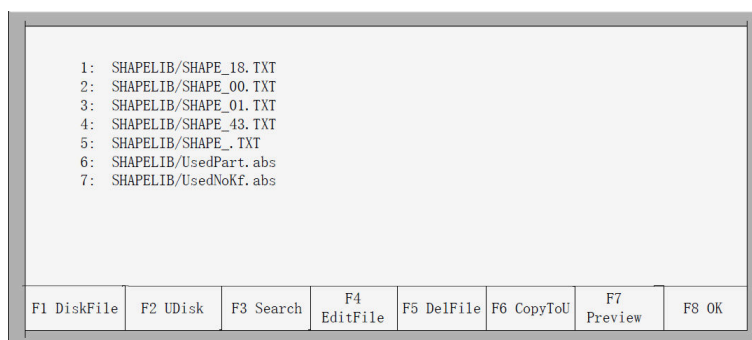 1: SHAPELIB/SHAPE_18.TXT
2: SHAPELIB/SHAPE_00.TXT
3: SHAPELIB/SHAPE_01.TXT
4: SHAPELIB/SHAPE_43.TXT
5: SHAPELIB/SHAPE_.TXT
6: SHAPELIB/UsedPart.abs
7: SHAPELIB/UsedNoKf.abs
F1 DiskFile
F2 UDisk
F3 Search
F4
EditFile
F5 DelFile
F6 CopyToU
F7
Preview
F8 OK